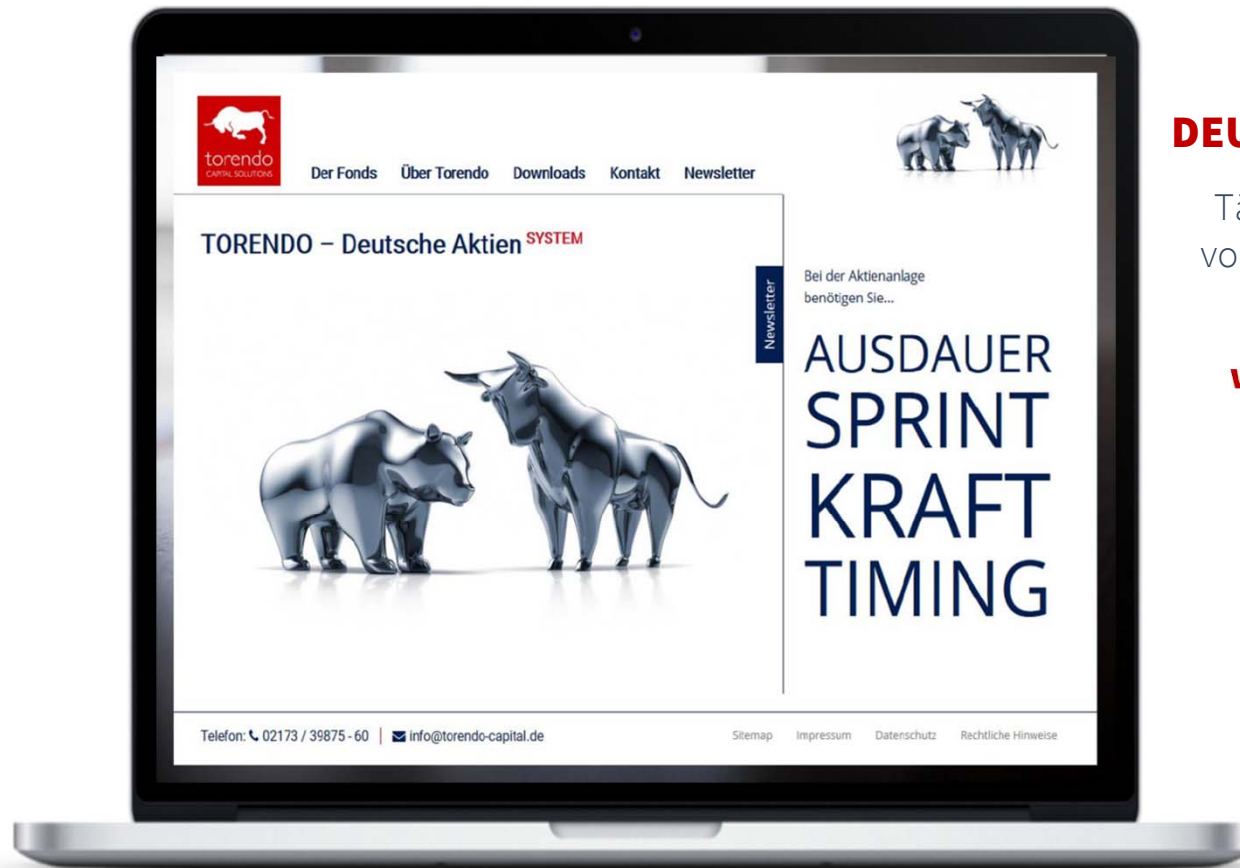 torendo
CAPITAL SOLUTIONS
Der Fonds Über Torendo Downloads Kontakt Newsletter
TORENDO – Deutsche Aktien SYSTEM
Newsletter
Bei der Aktienanlage
benötigen Sie...
AUSDAUER
SPRINT
KRAFT
TIMING
Telefon: 02173 / 39875 - 60 | info@torendo-capital.de
Sitemap Impressum Datenschutz Rechtliche Hinweise